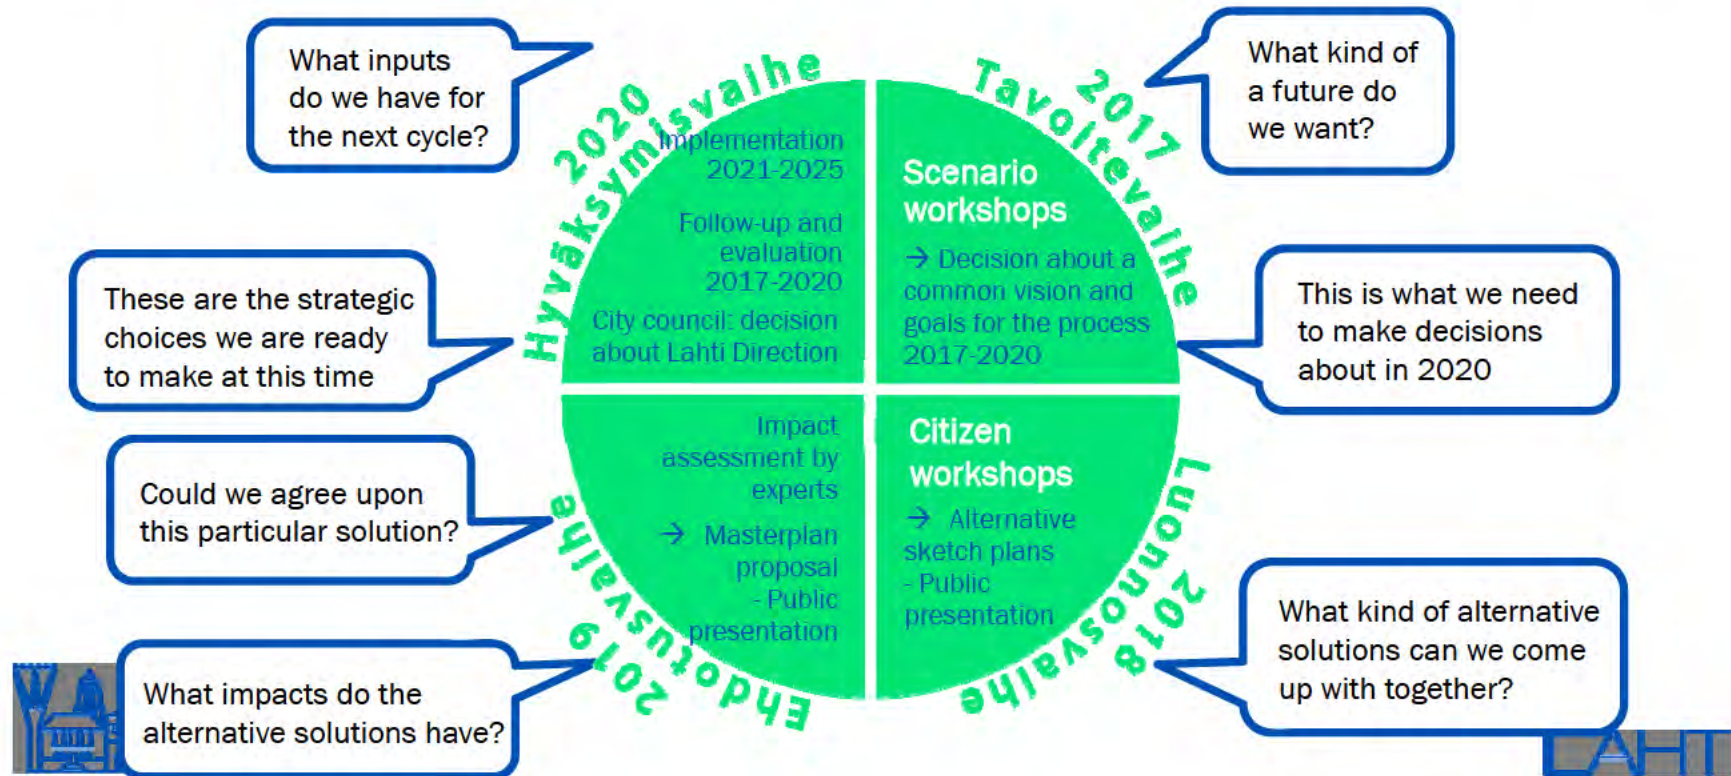 What inputs
do we have for
the next cycle?
2020
Hyväksymisvaihe
Implementation
2021-2025
Follow-up and
evaluation
2017-2020
City council: decision
about Lahti Direction
2017
Tavoitevaihe
Scenario
workshops
→ Decision about a
common vision and
goals for the process
2017-2020
What kind of
a future do
we want?
These are the strategic
choices we are ready
to make at this time
This is what we need
to make decisions
about in 2020
Could we agree upon
this particular solution?
Impact
assessment by
experts
→ Masterplan
proposal
- Public
presentation
2019
Ehdotusvaihe
Citizen
workshops
→ Alternative
sketch plans
- Public
presentation
Luonnosvaihe
2018
What impacts do the
alternative solutions have?
What kind of alternative
solutions can we come
up with together?
LAHT